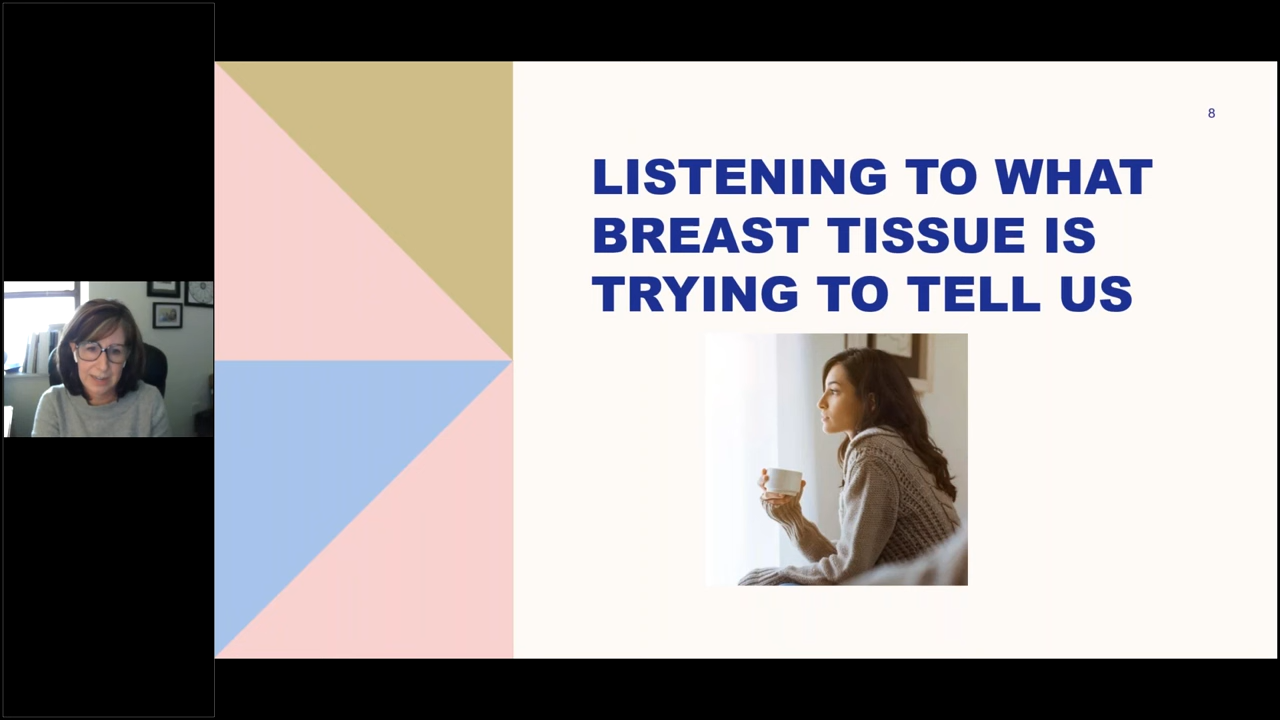 8
LISTENING TO WHAT
BREAST TISSUE IS
TRYING TO TELL US